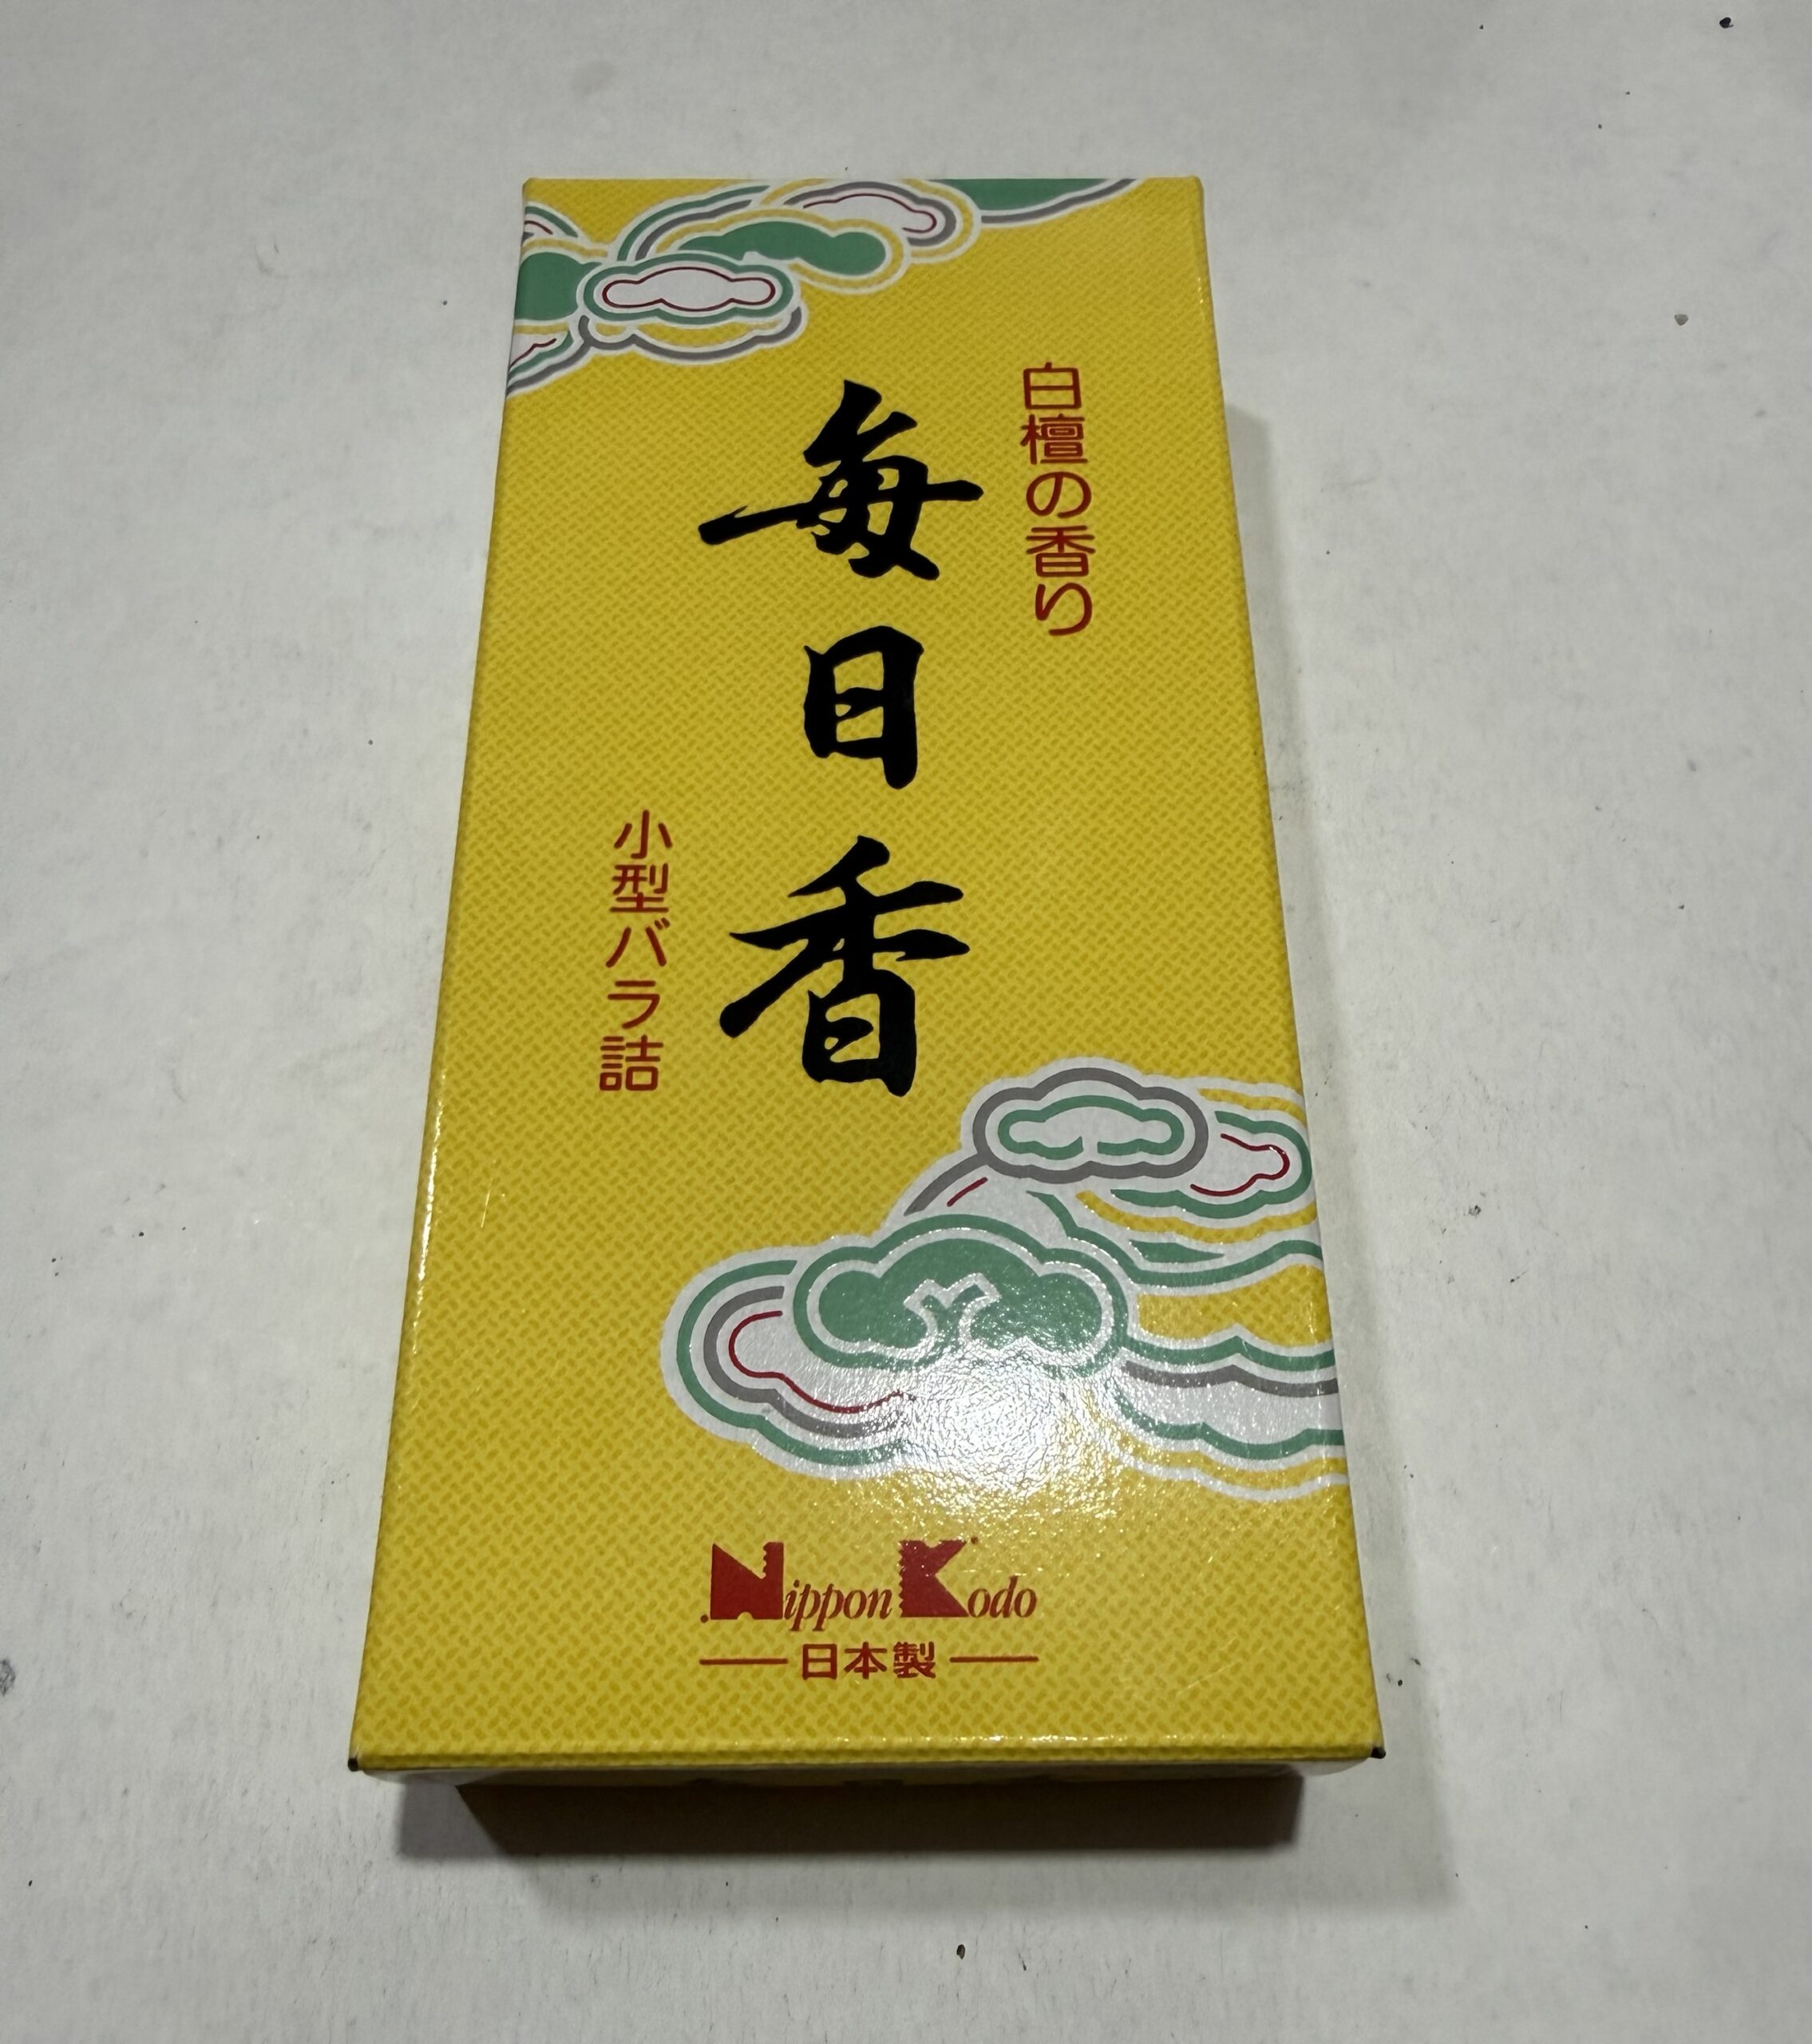 白檀の香り
毎日香
小型バラ詰
Nippon Kodo
日本製